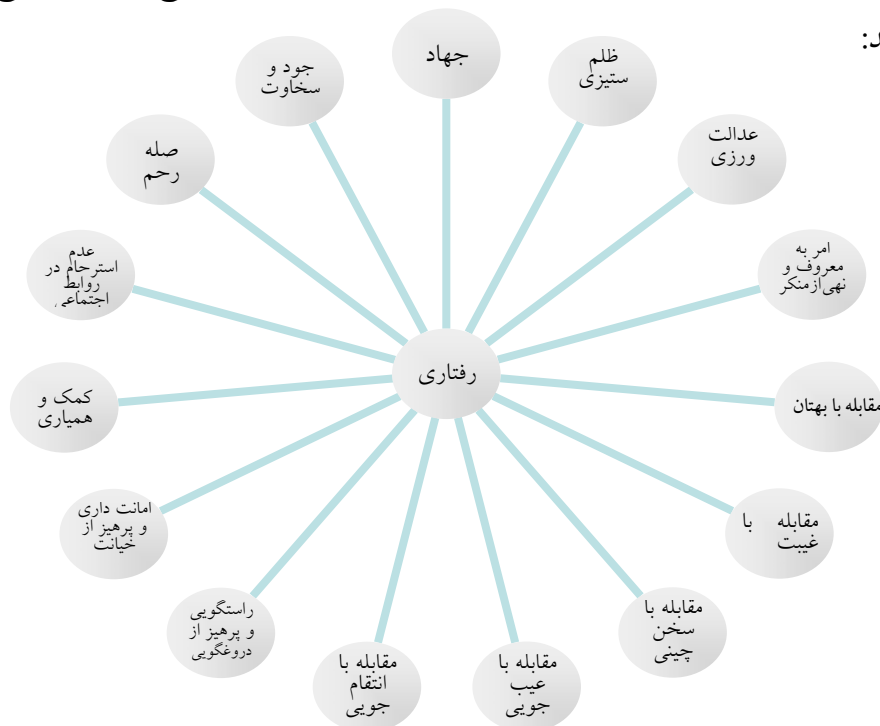 د:
جهاد
ظلم
ستیزی
عدالت
ورزی
امر به
معروف و
نهی‌ازمنکر
مقابله با بهتان
مقابله با
غیبت
مقابله با
سخن
چینی
مقابله با
عیب
جویی
مقابله با
انتقام
جویی
راستگویی
و پرهیز از
دروغگویی
امانت داری
و پرهیز از
خیانت
کمک و
همیاری
عدم
استرحام در
روابط
اجتماعی
صله
رحم
جود و
سخاوت
رفتاری